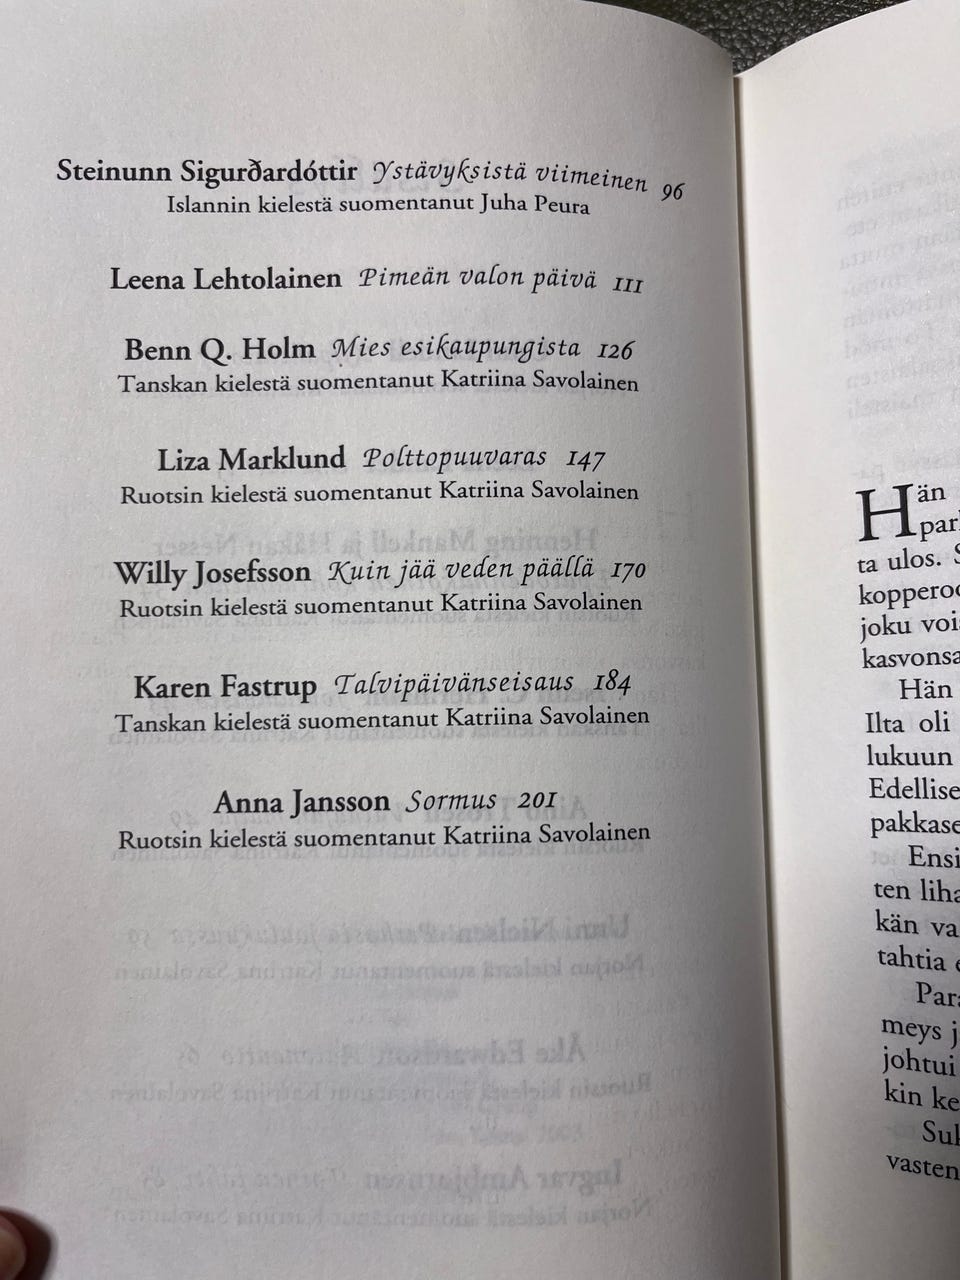 Steinunn Sigurðardóttir Ystävyksistä viimeinen 96
Islannin kielestä suomentanut Juha Peura
Leena Lehtolainen Pimeän valon päivä 111
Benn Q. Holm Mies esikaupungista 126
Tanskan kielestä suomentanut Katriina Savolainen
Liza Marklund Polttopuuvaras 147
Ruotsin kielestä suomentanut Katriina Savolainen
Willy Josefsson Kuin jää veden päällä 170
Ruotsin kielestä suomentanut Katriina Savolainen
Karen Fastrup Talvipäivänseisaus 184
Tanskan kielestä suomentanut Katriina Savolainen
Anna Jansson Sormus 201
Ruotsin kielestä suomentanut Katriina Savolainen
Hän
park
ta ulos.
kopperoo
joku voi
kasvonsa
Hän
Ilta oli
lukuun
Edellise
pakkase
Ensi
ten liha
kän va
tahtia
Para
meys j
johtui
kin ke
Suk
vasten